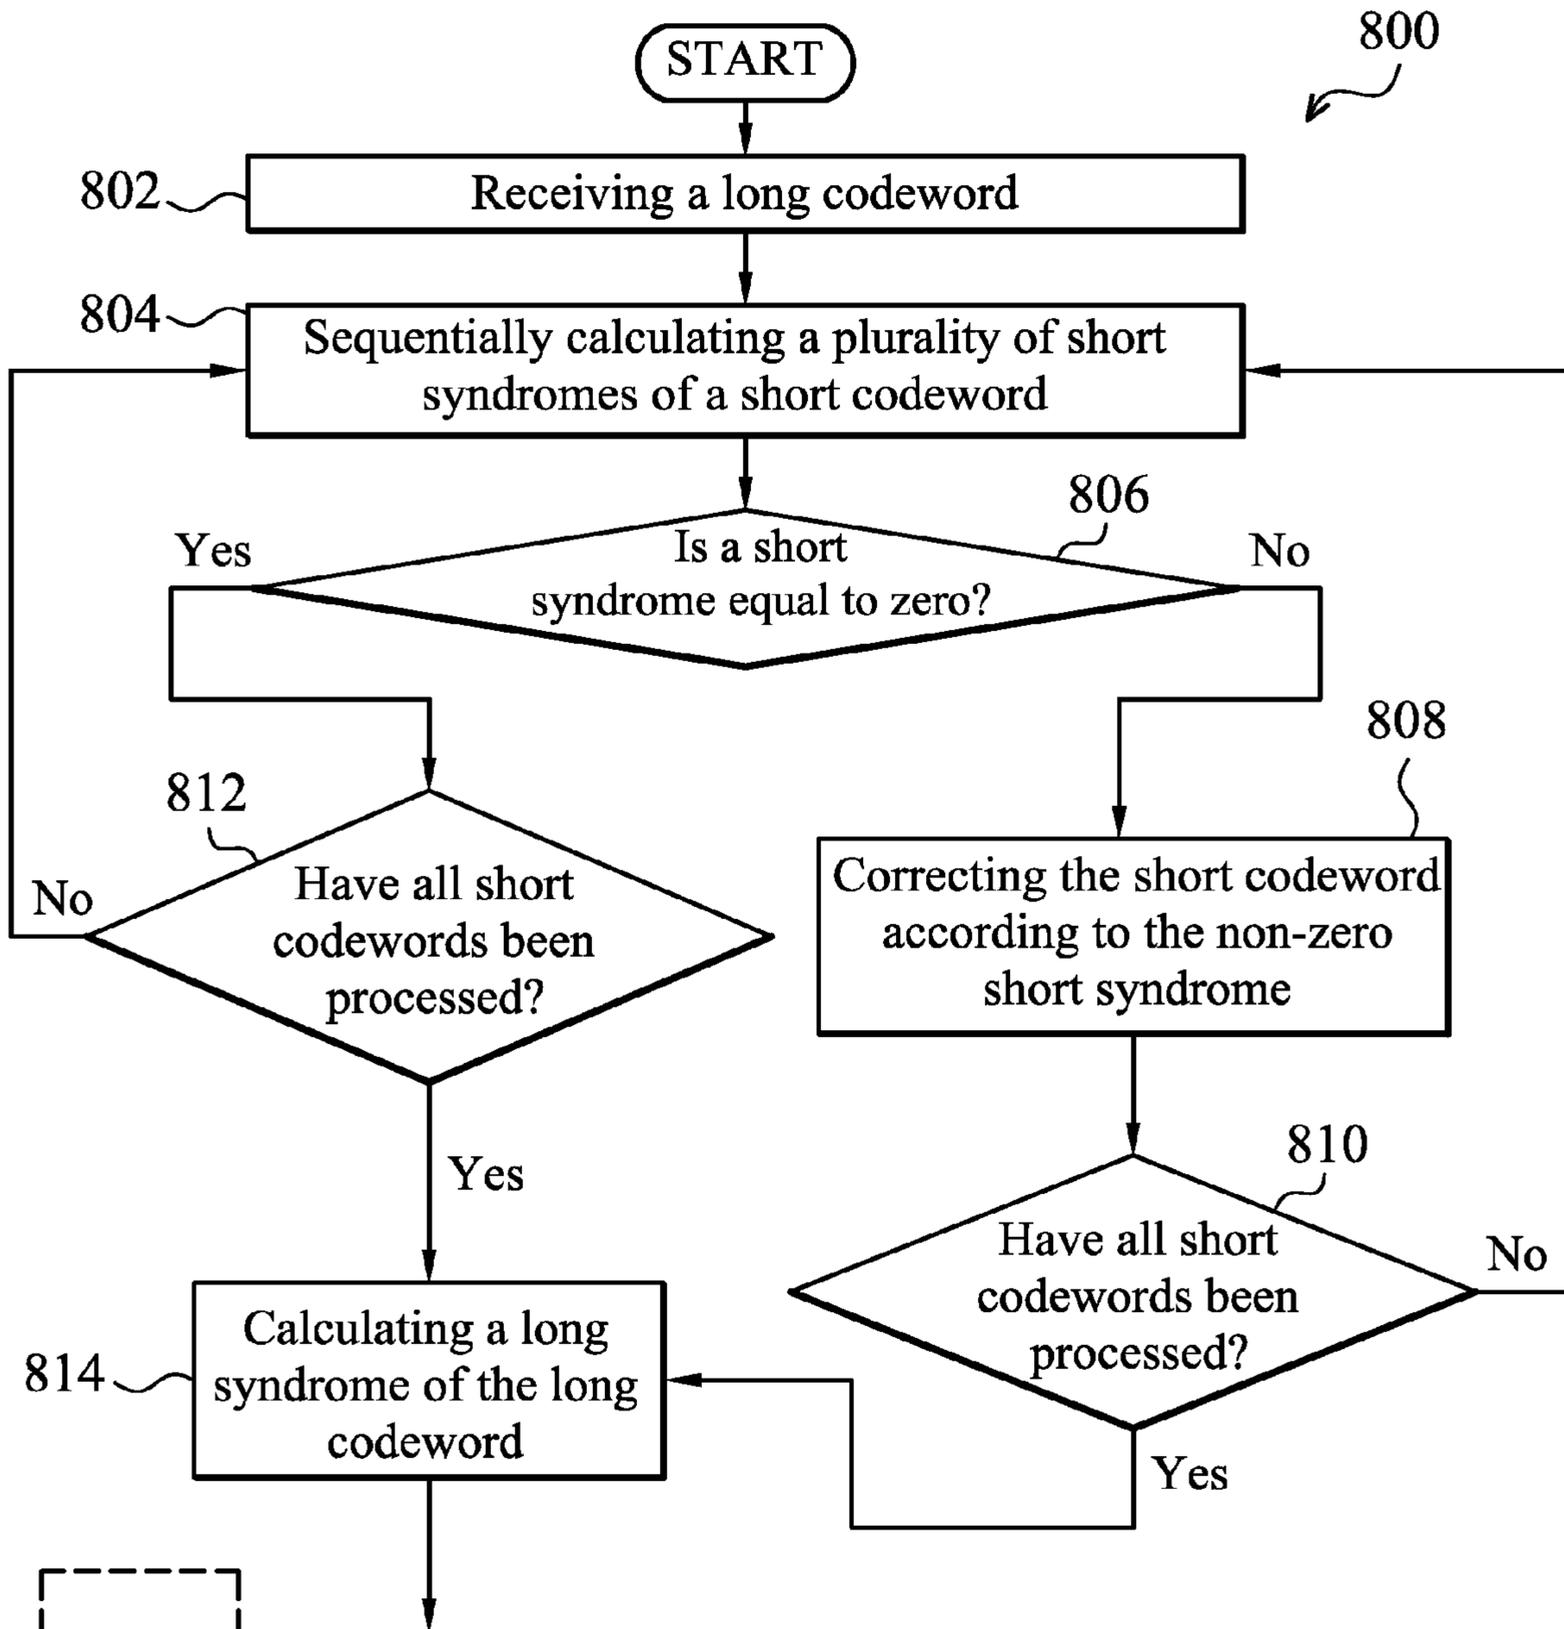 800
START
802
Receiving a long codeword
804
Sequentially calculating a plurality of short
syndromes of a short codeword
806
Yes
No
Is a short
syndrome equal to zero?
808
812
Have all short
codewords been
processed?
No
Correcting the short codeword
according to the non-zero
short syndrome
Yes
810
Have all short
codewords been
processed?
No
814
Calculating a long
syndrome of the long
codeword
Yes